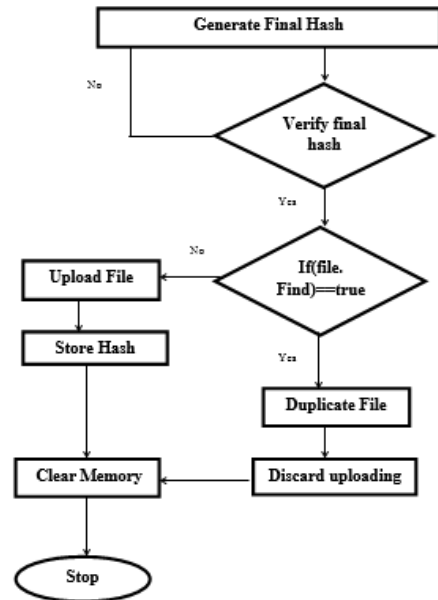 Generate Final Hash
No
Verify final
hash
Yes
No
If(file.
Find)==true
Upload File
Store Hash
Yes
Duplicate File
Clear Memory
Discard uploading
Stop